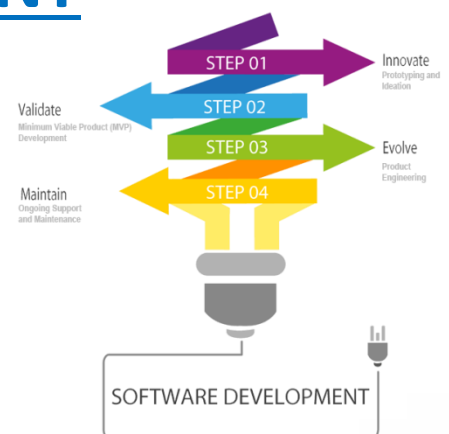 STEP 01
Innovate
Prototyping and
Ideation
Validate
Minimum Viable Product (MVP)
Development
STEP 02
STEP 03
Evolve
Product
Engineering
Maintain
Ongoing Support
and Maintenance
STEP 04
SOFTWARE DEVELOPMENT